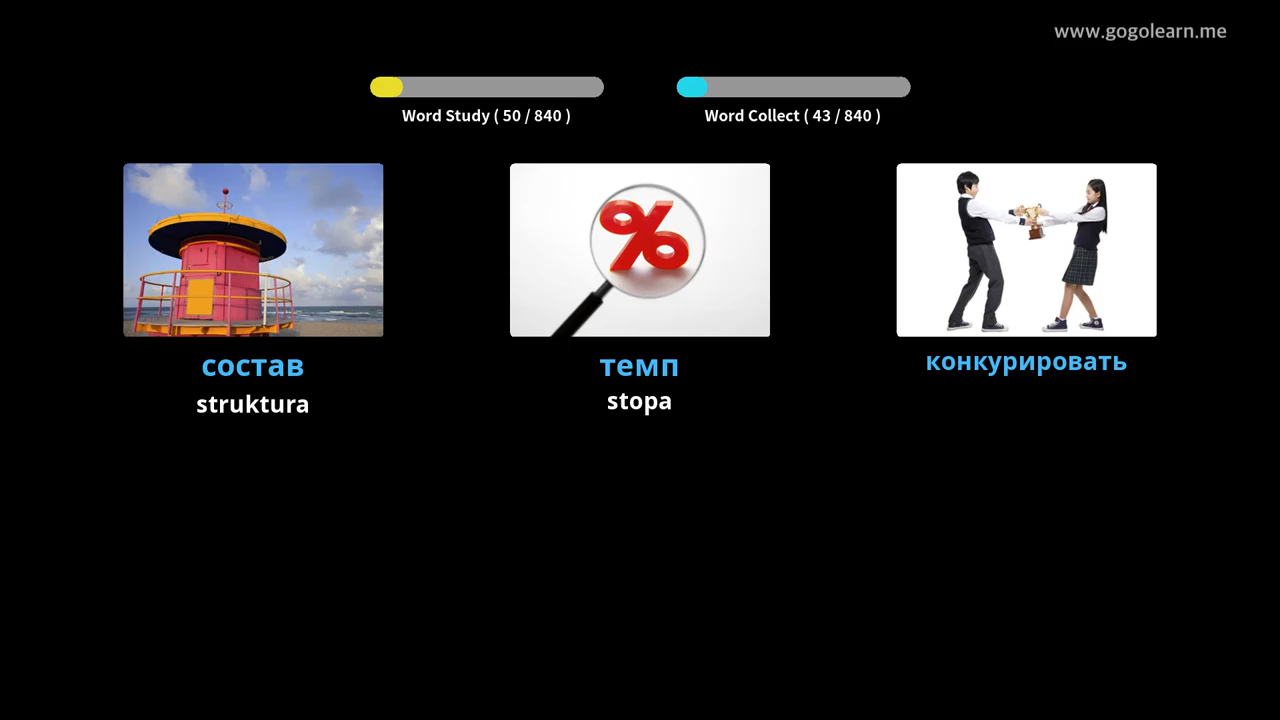 www.gogolearn.me
Word Study ( 50 / 840 )
Word Collect ( 43 / 840 )
состав
struktura
темп
stopa
конкурировать